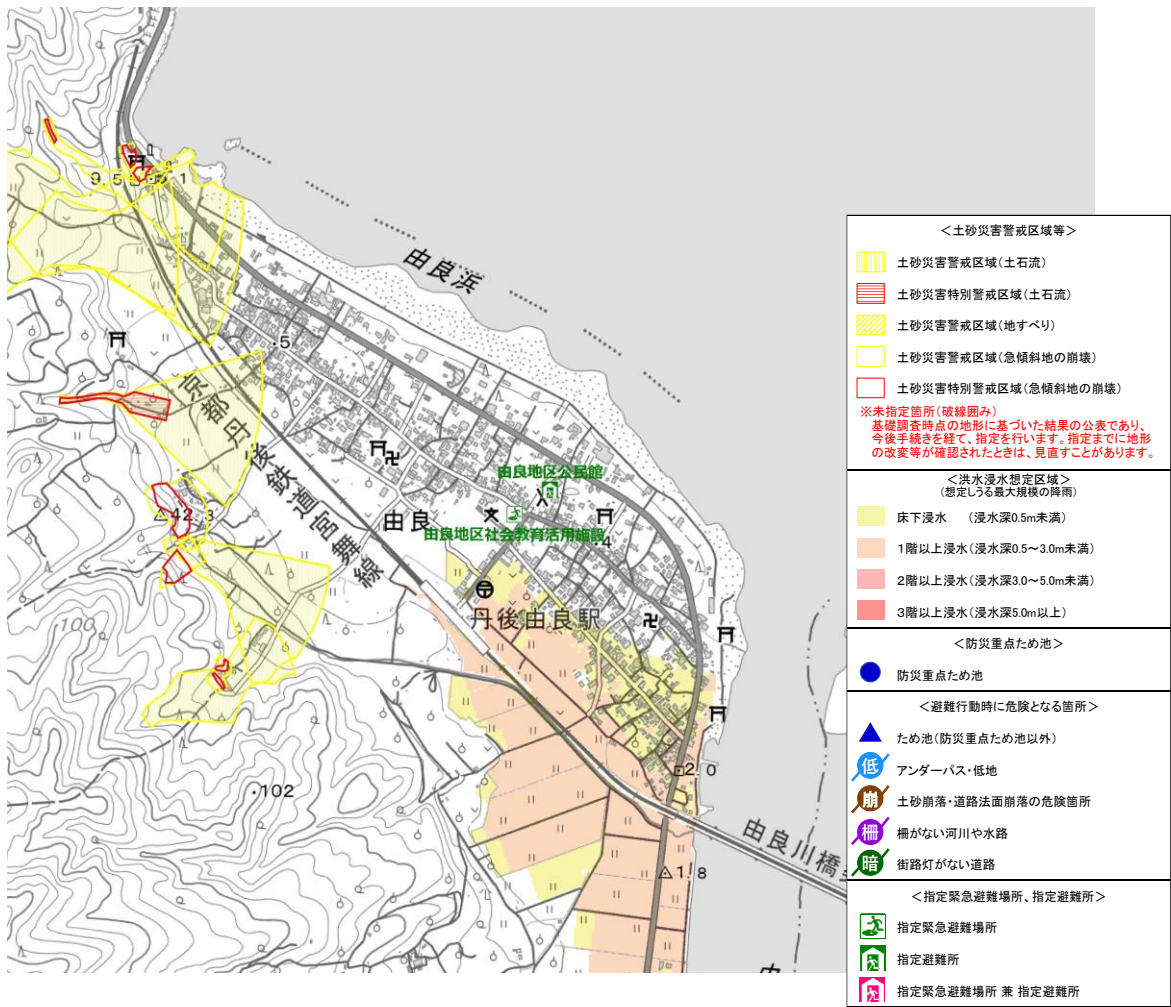 由良浜
9.5
.1
.5
京都丹後鉄道宮舞線
由良地区公民館
由良
文
由良地区社会教育活用施設
.4
42.3
丹後由良駅
100
2.0
.102
由良川橋
1.8
<土砂災害警戒区域等>
土砂災害警戒区域(土石流)
土砂災害特別警戒区域(土石流)
土砂災害警戒区域(地すべり)
土砂災害警戒区域(急傾斜地の崩壊)
土砂災害特別警戒区域(急傾斜地の崩壊)
※未指定箇所(破線囲み)
基礎調査時点の地形に基づいた結果の公表であり、
今後手続きを経て、指定を行います。指定までに地形
の改変等が確認されたときは、見直すことがあります。
<洪水浸水想定区域>
(想定しうる最大規模の降雨)
床下浸水 (浸水深0.5m未満)
1階以上浸水(浸水深0.5~3.0m未満)
2階以上浸水(浸水深3.0~5.0m未満)
3階以上浸水(浸水深5.0m以上)
<防災重点ため池>
防災重点ため池
<避難行動時に危険となる箇所>
ため池(防災重点ため池以外)
低 アンダーパス・低地
崩 土砂崩落・道路法面崩落の危険箇所
柵 柵がない河川や水路
暗 街路灯がない道路
<指定緊急避難場所、指定避難所>
指定緊急避難場所
指定避難所
指定緊急避難場所 兼 指定避難所